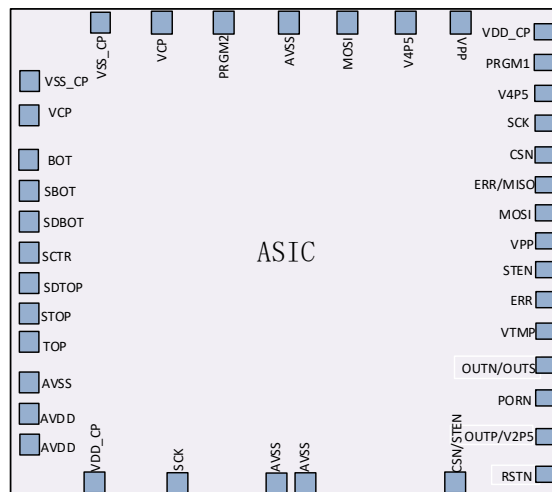 VSS_CP
VCP
PRGM2
AVSS
MOSI
V4P5
VPP
VSS_CP
VCP
BOT
SBOT
SDBOT
SCTR
SDTOP
STOP
TOP
AVSS
AVDD
AVDD
ASIC
VDD_CP
PRGM1
V4P5
SCK
CSN
ERR/MISO
MOSI
VPP
STEN
ERR
VTMP
OUTN/OUTS
PORN
OUTP/V2P5
RSTN
VDD_CP
SCK
AVSS
AVSS
CSN/STEN